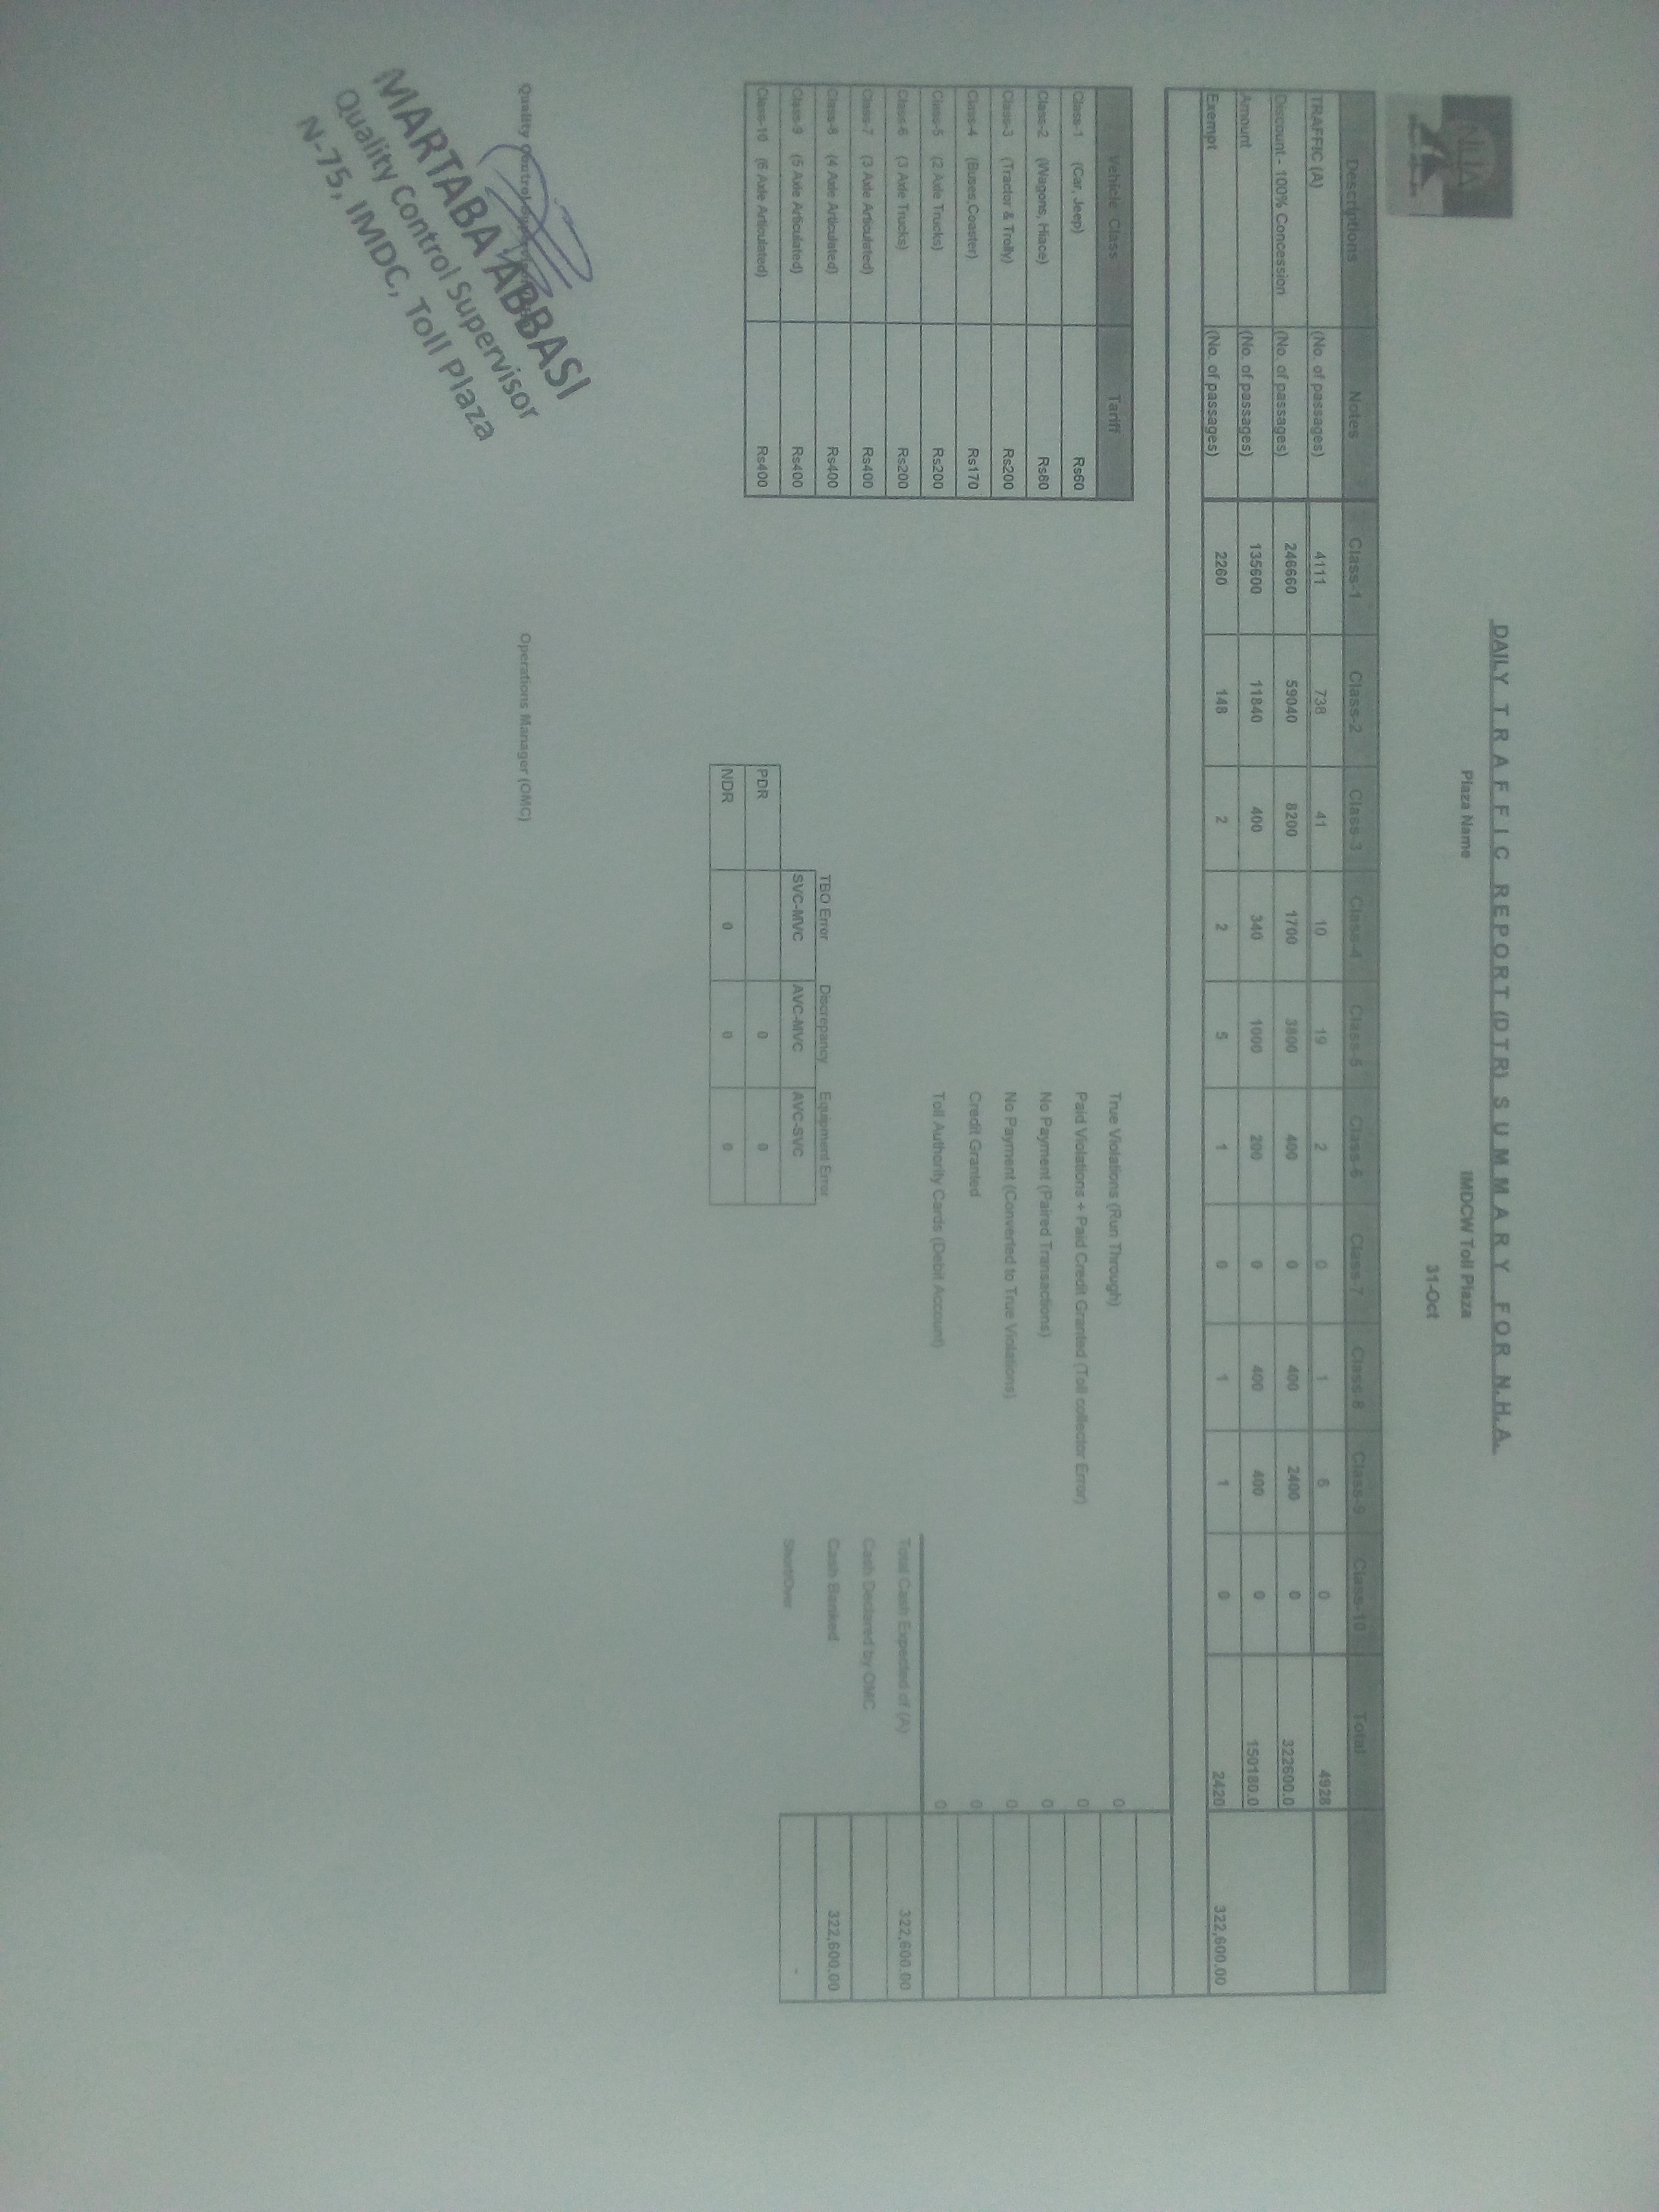 NHA
DAILY TRAFFIC REPORT (DTR) SUMMARY FOR N.H.A.
Plaza Name IMDCW Toll Plaza
31-Oct
Descriptions Notes Class-1 Class-2 Class-3 Class-4 Class-5 Class-6 Class-7 Class-8 Class-9 Class-10 Total
TRAFFIC (A) (No. of passages) 4111 738 41 10 19 2 0 1 6 0 4928
Discount - 100% Concession (No. of passages) 246660 59040 8200 1700 3800 400 0 400 2400 0 322600.0
Amount (No. of passages) 135600 11840 400 340 1000 200 0 400 400 0 150180.0
Exempt (No. of passages) 2260 148 2 2 5 1 0 1 1 0 2420 322,600.00
Vehicle Class Tariff
Class-1 (Car, Jeep) Rs60
Class-2 (Wagons, Hiace) Rs80
Class-3 (Tractor & Trolly) Rs200
Class-4 (Buses,Coaster) Rs170
Class-5 (2 Axle Trucks) Rs200
Class-6 (3 Axle Trucks) Rs200
Class-7 (3 Axle Articulated) Rs400
Class-8 (4 Axle Articulated) Rs400
Class-9 (5 Axle Articulated) Rs400
Class-10 (6 Axle Articulated) Rs400
True Violations (Run Through) 0
Paid Violations + Paid Credit Granted (Toll collector Error) 0
No Payment (Paired Transactions) 0
No Payment (Converted to True Violations) 0
Credit Granted 0
Toll Authority Cards (Debit Account) 0
Total Cash Expected of (A) 322,600.00
Cash Declared by OMC
Cash Banked 322,600.00
Short/Over -
TBO Error Discrepancy Equipment Error
SVC-MVC AVC-MVC AVC-SVC
PDR 0 0
NDR 0 0 0
Quality Control
Operations Manager (OMC)
MARTABA ABBASI
Quality Control Supervisor
N-75, IMDC, Toll Plaza